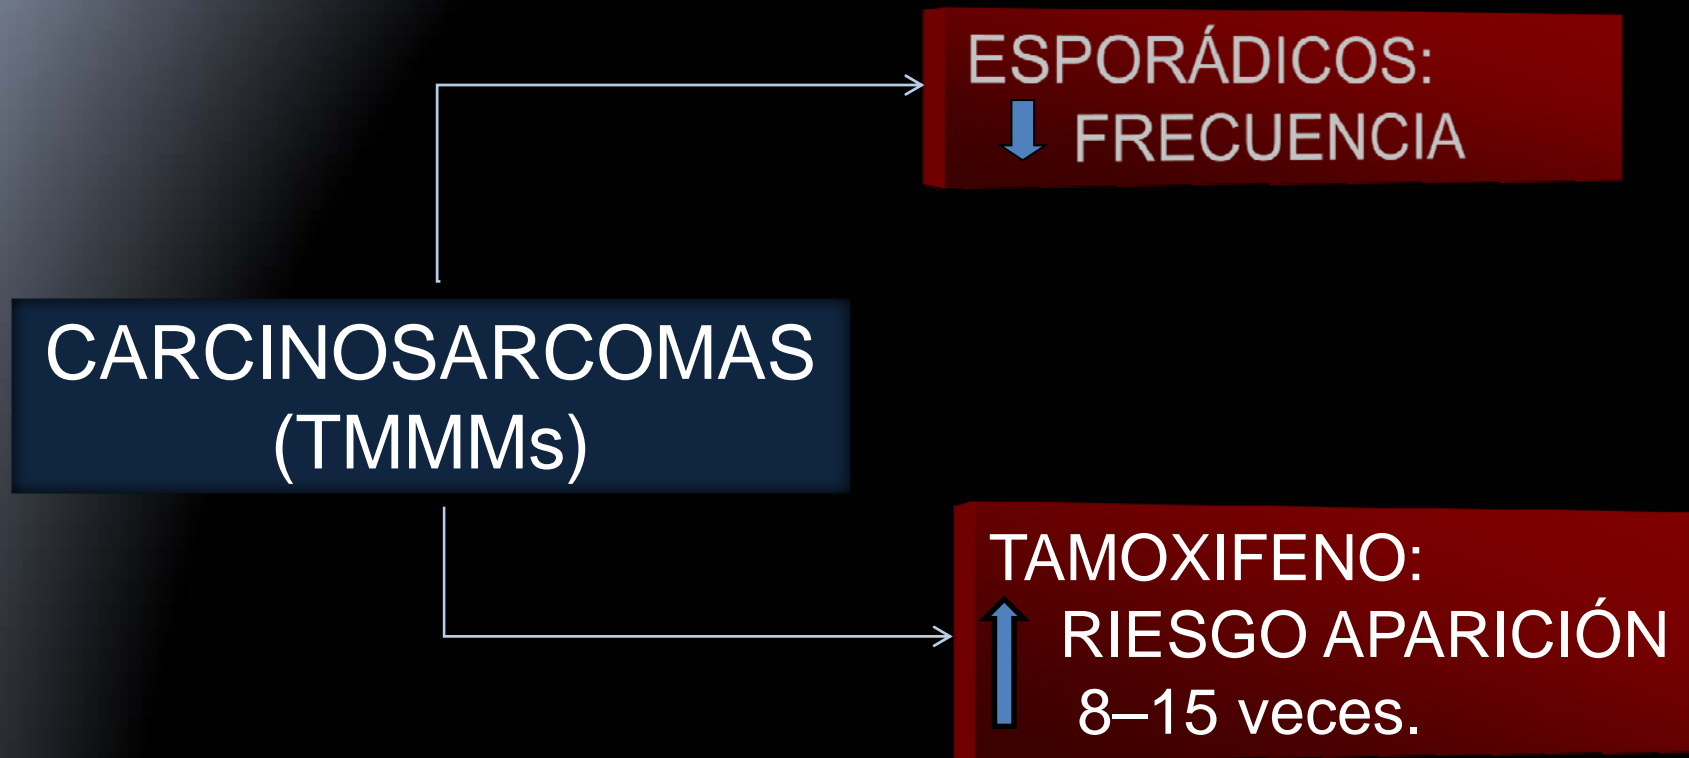 ESPORÁDICOS:
FRECUENCIA
CARCINOSARCOMAS
(TMMMs)
TAMOXIFENO:
RIESGO APARICIÓN
8–15 veces.